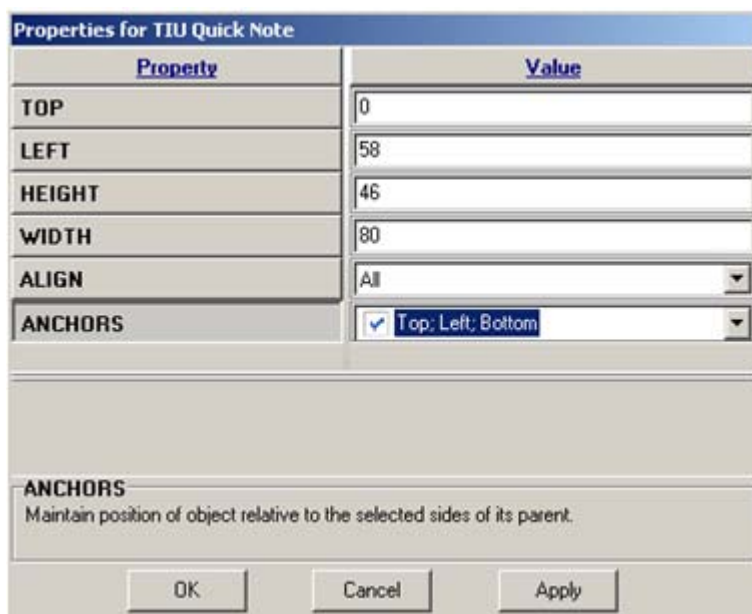 Properties for TIU Quick Note
Property Value
TOP 0
LEFT 58
HEIGHT 46
WIDTH 80
ALIGN All
ANCHORS Top; Left; Bottom
ANCHORS
Maintain position of object relative to the selected sides of its parent.
OK Cancel Apply